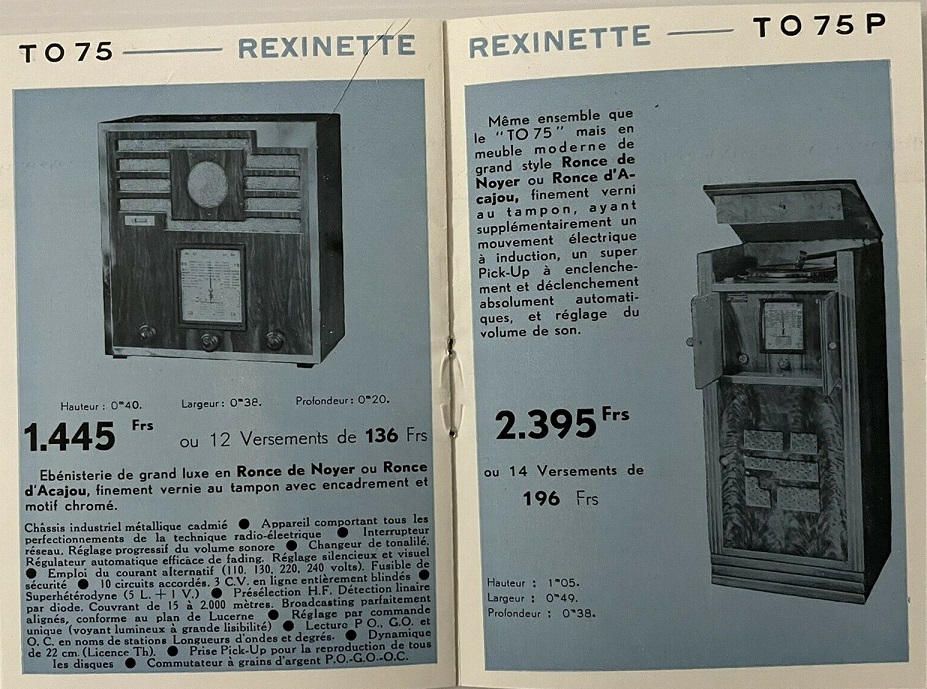 TO 75 — REXINETTE
Hauteur : 0ᵐ40. Largeur : 0ᵐ38. Profondeur : 0ᵐ20.
1.445 Frs ou 12 Versements de 136 Frs
Ebénisterie de grand luxe en Ronce de Noyer ou Ronce
d'Acajou, finement vernie au tampon avec encadrement et
motif chromé.
Châssis industriel métallique cadmié ● Appareil comportant tous les
perfectionnements de la technique radio-électrique ● Interrupteur
réseau. Réglage progressif du volume sonore ● Changeur de tonalité.
Régulateur automatique efficace de fading. Réglage silencieux et visuel
● Emploi du courant alternatif (110, 130, 220, 240 volts). Fusible de
sécurité ● 10 circuits accordés. 3 C.V. en ligne entièrement blindés ●
Superhétérodyne (5 L. + 1 V.) ● Présélection H.F. Détection linaire
par diode. Couvrant de 15 à 2.000 mètres. Broadcasting parfaitement
alignés, conforme au plan de Lucerne ● Réglage par commande
unique (voyant lumineux à grande lisibilité) ● Lecture P O., G.O. et
O. C. en noms de stations Longueurs d'ondes et degrés. ● Dynamique
de 22 cm. (Licence Th). ● Prise Pick-Up pour la reproduction de tous
les disques ● Commutateur à grains d'argent P.O.-G.O.-O.C.
REXINETTE — TO 75 P
Même ensemble que
le "TO 75" mais en
meuble moderne de
grand style Ronce de
Noyer ou Ronce d'A-
cajou, finement verni
au tampon, ayant
supplémentairement un
mouvement électrique
à induction, un super
Pick-Up à enclenche-
ment et déclenchement
absolument automati-
ques, et réglage du
volume de son.
2.395 Frs
ou 14 Versements de
196 Frs
Hauteur : 1ᵐ05.
Largeur : 0ᵐ49.
Profondeur : 0ᵐ38.